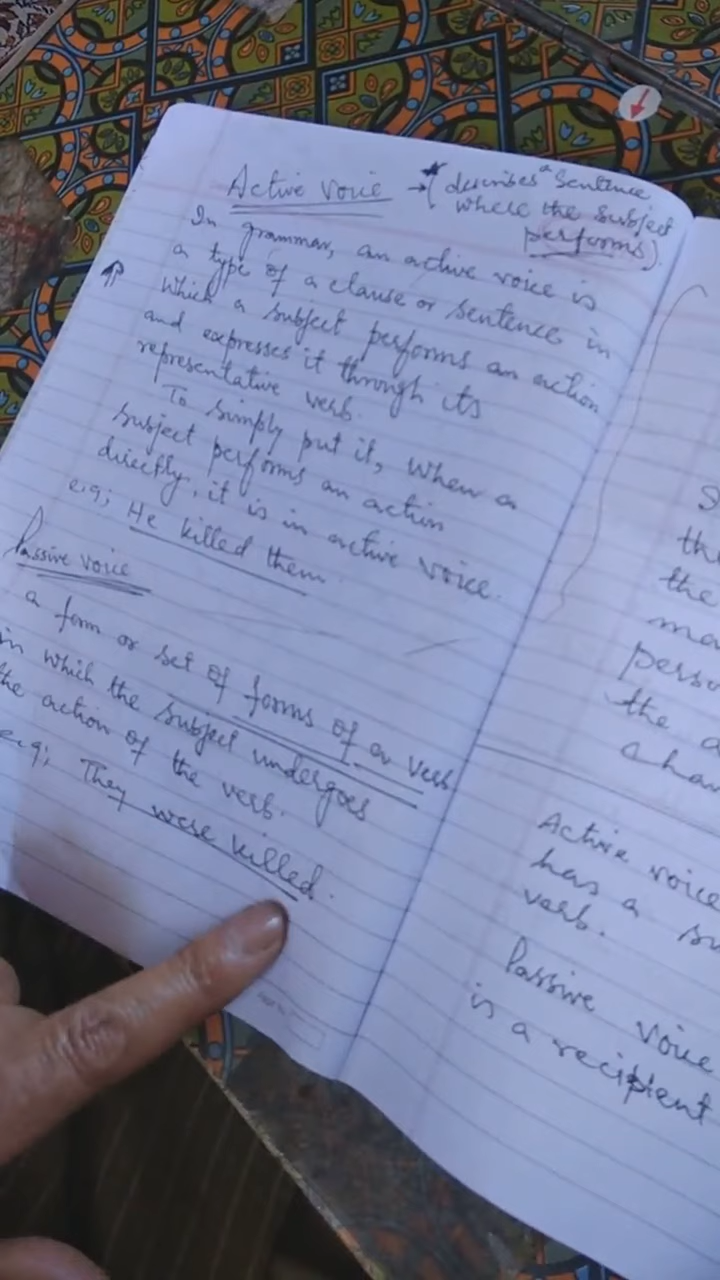 Active voice → (describes a sentence,
where the subject
performs).
In grammar, an active voice is
a type of a clause or sentence in
which a subject performs an action
and expresses it through its
representative verb.
To simply put it, when a
subject performs an action
directly, it is in active voice.
e.g; He killed them
Passive voice
a form or set of forms of a verb
in which the subject undergoes
the action of the verb.
e.g; They were killed.
the
Active voice
has a
verb.
Passive voice
is a recipient